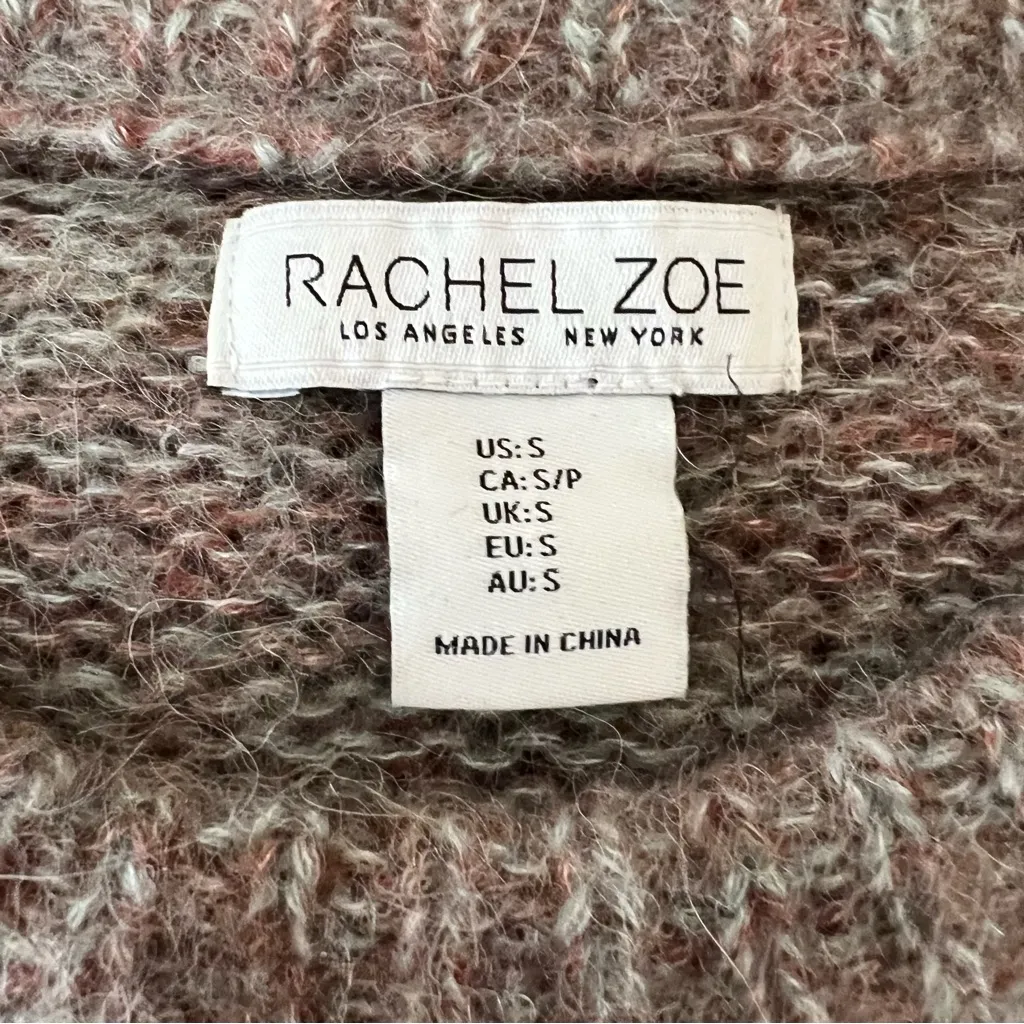 RACHEL ZOE
LOS ANGELES NEW YORK
US: S
CA: S/P
UK: S
EU: S
AU: S
MADE IN CHINA